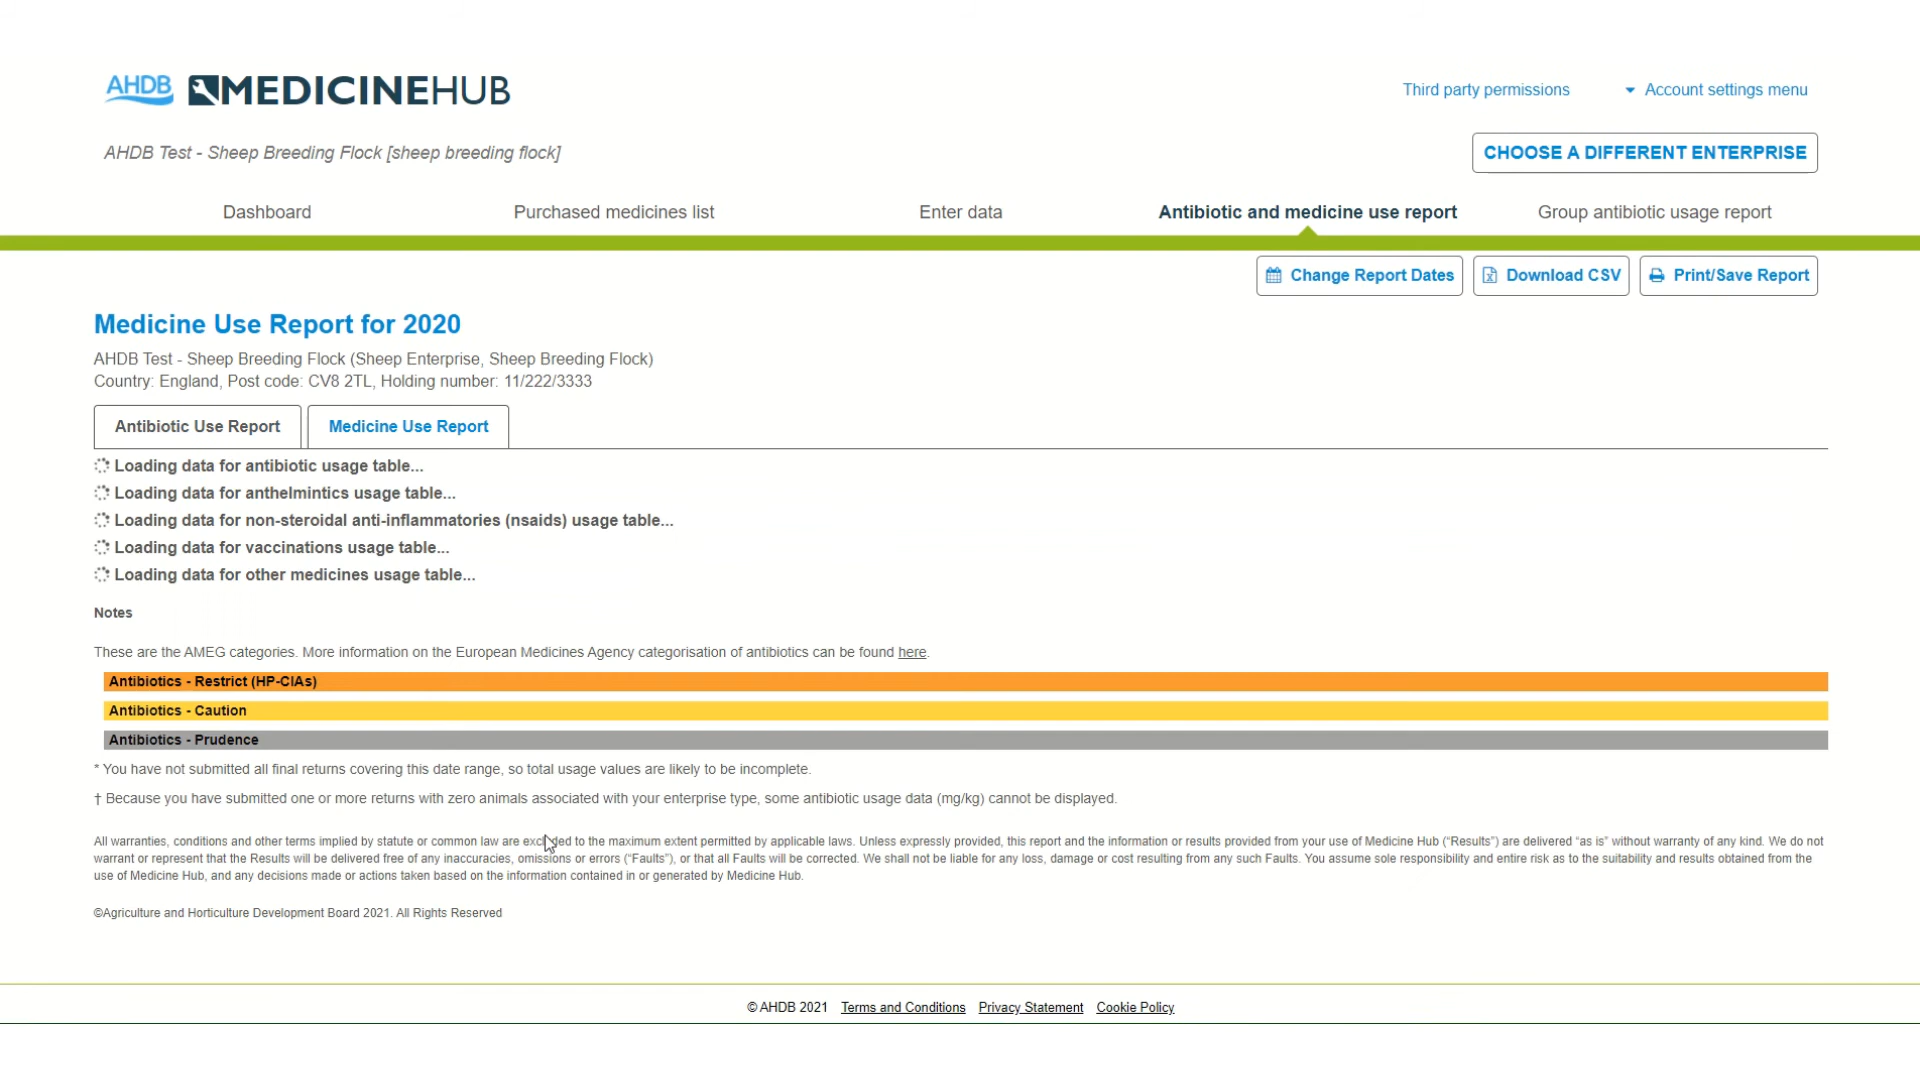 AHDB MEDICINEHUB
Third party permissions
Account settings menu
AHDB Test - Sheep Breeding Flock [sheep breeding flock]
CHOOSE A DIFFERENT ENTERPRISE
Dashboard
Purchased medicines list
Enter data
Antibiotic and medicine use report
Group antibiotic usage report
Change Report Dates
Download CSV
Print/Save Report
Medicine Use Report for 2020
AHDB Test - Sheep Breeding Flock (Sheep Enterprise, Sheep Breeding Flock)
Country: England, Post code: CV8 2TL, Holding number: 11/222/3333
Antibiotic Use Report
Medicine Use Report
Loading data for antibiotic usage table...
Loading data for anthelmintics usage table...
Loading data for non-steroidal anti-inflammatories (nsaids) usage table...
Loading data for vaccinations usage table...
Loading data for other medicines usage table...
Notes
These are the AMEG categories. More information on the European Medicines Agency categorisation of antibiotics can be found here.
Antibiotics - Restrict (HP-CIAs)
Antibiotics - Caution
Antibiotics - Prudence
* You have not submitted all final returns covering this date range, so total usage values are likely to be incomplete.
† Because you have submitted one or more returns with zero animals associated with your enterprise type, some antibiotic usage data (mg/kg) cannot be displayed.
All warranties, conditions and other terms implied by statute or common law are excluded to the maximum extent permitted by applicable laws. Unless expressly provided, this report and the information or results provided from your use of Medicine Hub (“Results”) are delivered “as is” without warranty of any kind. We do not
warrant or represent that the Results will be delivered free of any inaccuracies, omissions or errors (“Faults”), or that all Faults will be corrected. We shall not be liable for any loss, damage or cost resulting from any such Faults. You assume sole responsibility and entire risk as to the suitability and results obtained from the
use of Medicine Hub, and any decisions made or actions taken based on the information contained in or generated by Medicine Hub.
©Agriculture and Horticulture Development Board 2021. All Rights Reserved
© AHDB 2021 Terms and Conditions Privacy Statement Cookie Policy